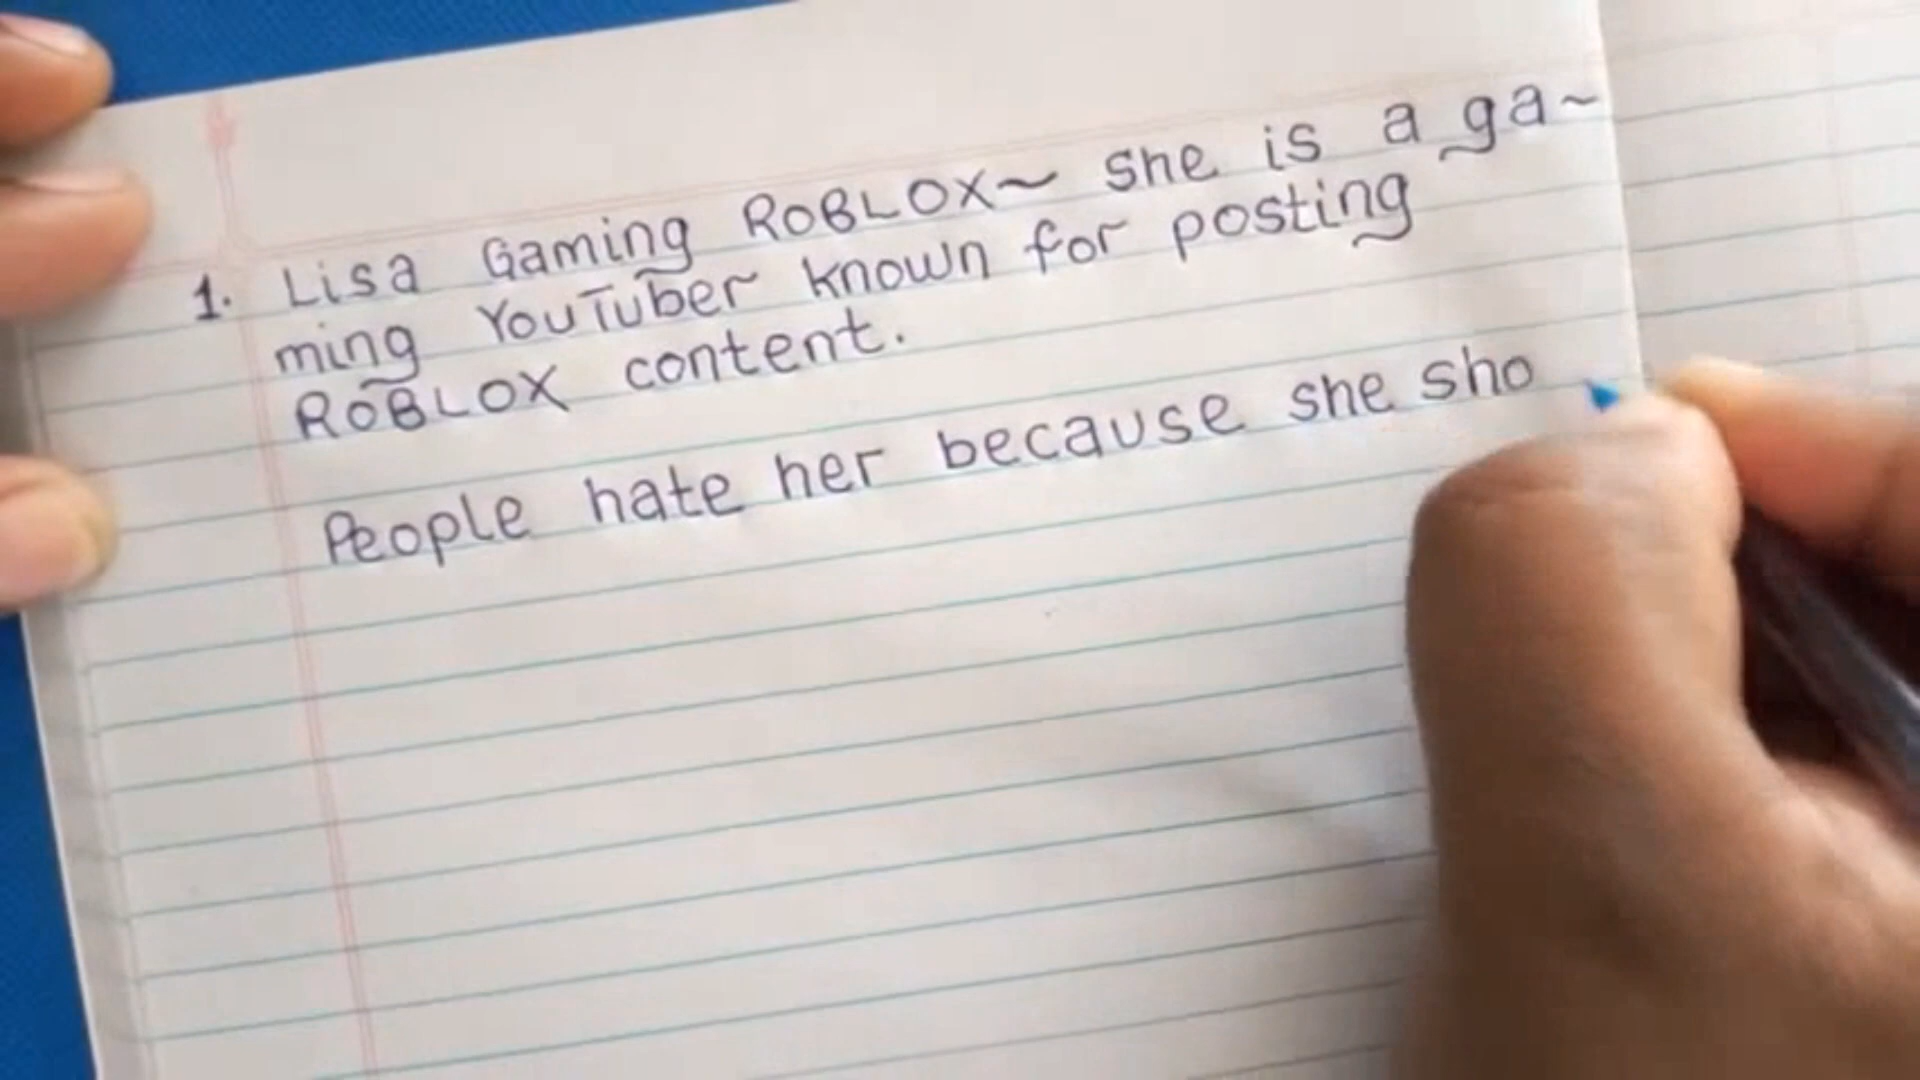 1. Lisa Gaming RoBLOX~ she is a ga~
ming YouTuber known for posting
RoBLOX content.
People hate her because she sho